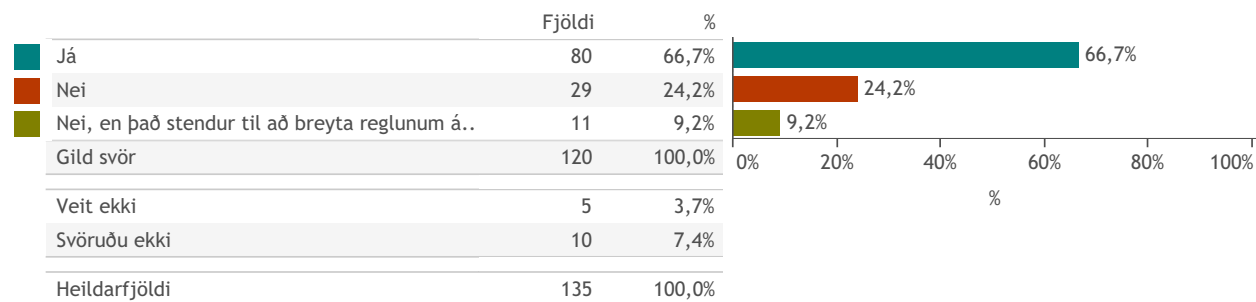 Fjöldi %
Já 80 66,7% 66,7%
Nei 29 24,2% 24,2%
Nei, en það stendur til að breyta reglunum á.. 11 9,2% 9,2%
Gild svör 120 100,0%
0% 20% 40% 60% 80% 100%
%
Veit ekki 5 3,7%
Svöruðu ekki 10 7,4%
Heildarfjöldi 135 100,0%